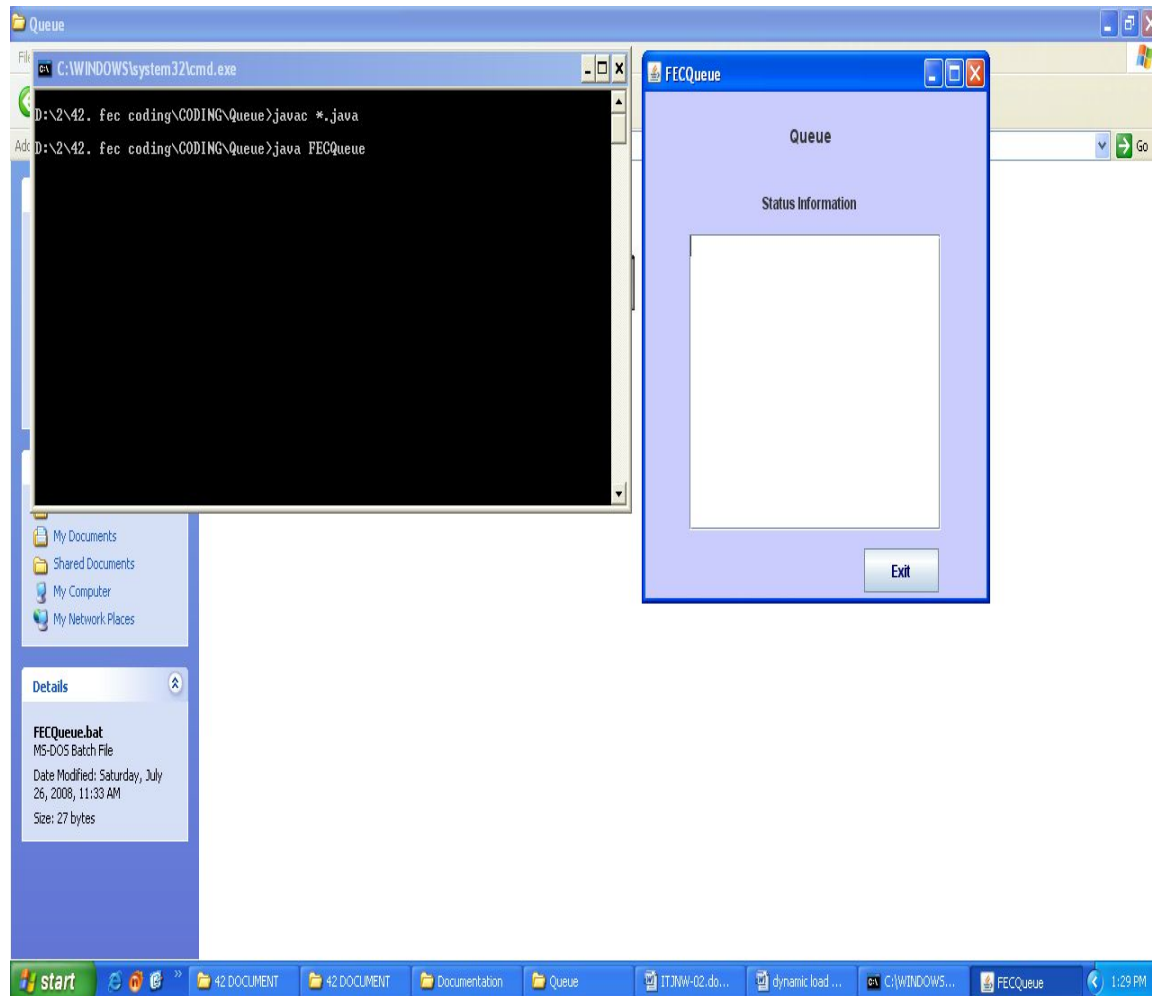 Queue
C:\WINDOWS\system32\cmd.exe
D:\2\42. fec coding\CODING\Queue>javac *.java
D:\2\42. fec coding\CODING\Queue>java FECQueue
FECQueue
Queue
Status Information
Exit
Go
My Documents
Shared Documents
My Computer
My Network Places
Details
FECQueue.bat
MS-DOS Batch File
Date Modified: Saturday, July
26, 2008, 11:33 AM
Size: 27 bytes
start
42 DOCUMENT
42 DOCUMENT
Documentation
Queue
ITJNW-02.do...
dynamic load ...
C:\WINDOWS...
FECQueue
1:29 PM